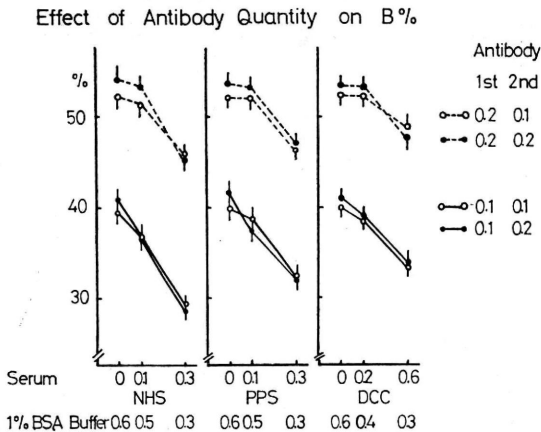 Effect of Antibody Quantity on B%
%
50
40
30
Antibody
1st 2nd
0.2 0.1
0.2 0.2
0.1 0.1
0.1 0.2
Serum
0 0.1 0.3 0 0.1 0.3 0 0.2 0.6
NHS PPS DCC
1% BSA Buffer 0.6 0.5 0.3 0.6 0.5 0.3 0.6 0.4 0.3